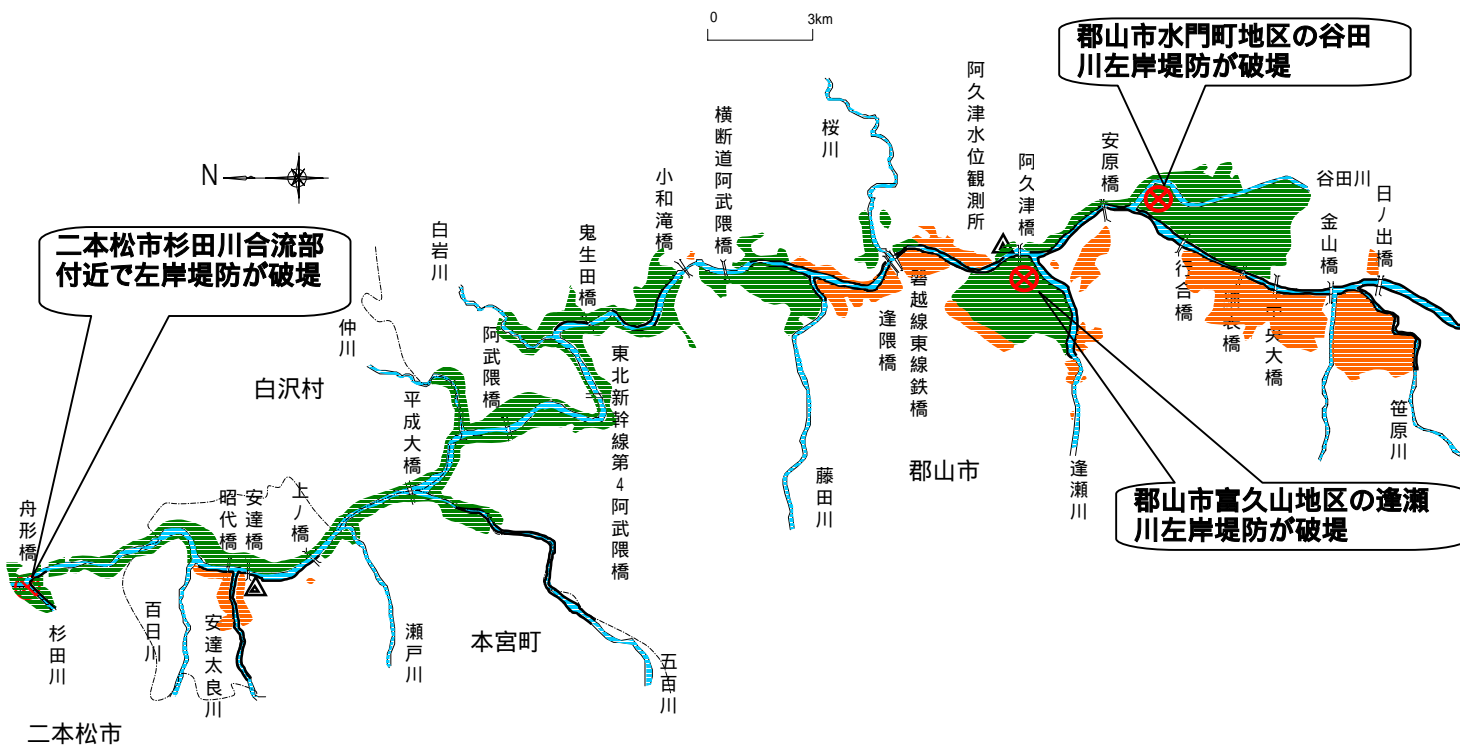 0 3km
郡山市水門町地区の谷田
川左岸堤防が破堤
N
二本松市杉田川合流部
付近で左岸堤防が破堤
白岩川
仲川
白沢村
鬼生田橋
阿武隈橋
平成大橋
小和滝橋
横断道阿武隈橋
桜川
阿久津水位観測所
阿久津橋
安原橋
谷田川
日ノ出橋
金山橋
行合橋
中央大橋
笹原川
逢隈橋
磐越線東線鉄橋
東北新幹線第4阿武隈橋
藤田川
郡山市
逢瀬川
郡山市富久山地区の逢瀬
川左岸堤防が破堤
舟形橋
昭代橋
安達橋
上ノ橋
杉田川
百日川
安達太良川
瀬戸川
本宮町
五百川
二本松市